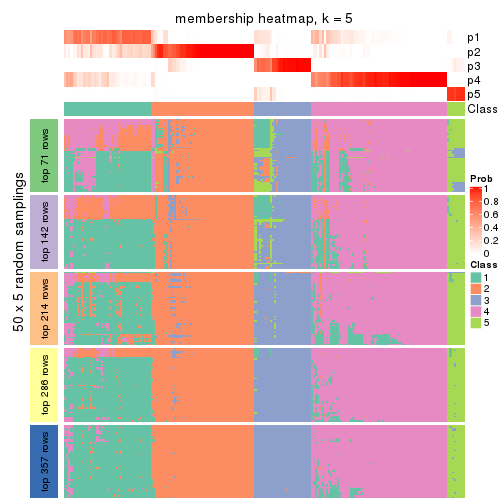 membership heatmap, k = 5
p1
p2
p3
p4
p5
Class
50 x 5 random samplings
top 71 rows
top 142 rows
top 214 rows
top 286 rows
top 357 rows
Prob
1
0.8
0.6
0.4
0.2
0
Class
1
2
3
4
5